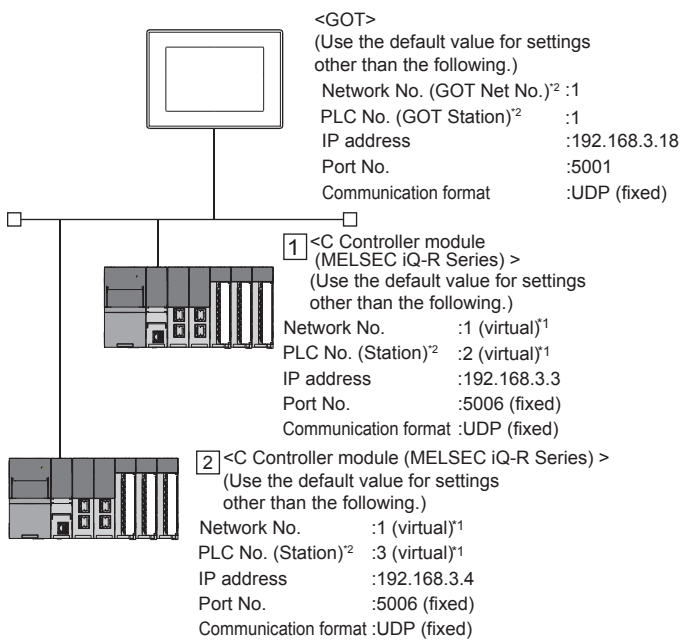 <GOT>
(Use the default value for settings
other than the following.)
Network No. (GOT Net No.)*2 :1
PLC No. (GOT Station)*2 :1
IP address :192.168.3.18
Port No. :5001
Communication format :UDP (fixed)
1 <C Controller module
(MELSEC iQ-R Series) >
(Use the default value for settings
other than the following.)
Network No. :1 (virtual)*1
PLC No. (Station)*2 :2 (virtual)*1
IP address :192.168.3.3
Port No. :5006 (fixed)
Communication format :UDP (fixed)
2 <C Controller module (MELSEC iQ-R Series) >
(Use the default value for settings
other than the following.)
Network No. :1 (virtual)*1
PLC No. (Station)*2 :3 (virtual)*1
IP address :192.168.3.4
Port No. :5006 (fixed)
Communication format :UDP (fixed)